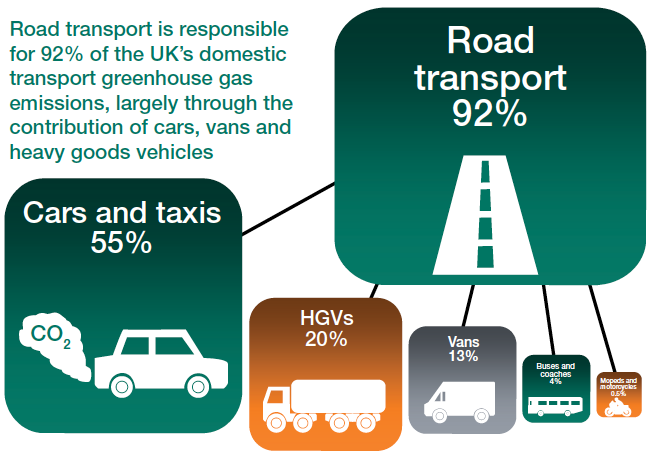 Road transport is responsible
for 92% of the UK's domestic
transport greenhouse gas
emissions, largely through the
contribution of cars, vans and
heavy goods vehicles
Road
transport
92%
Cars and taxis
55%
CO2
HGVs
20%
Vans
13%
Buses and
coaches
4%
Mopeds and
motorcycles
0.5%